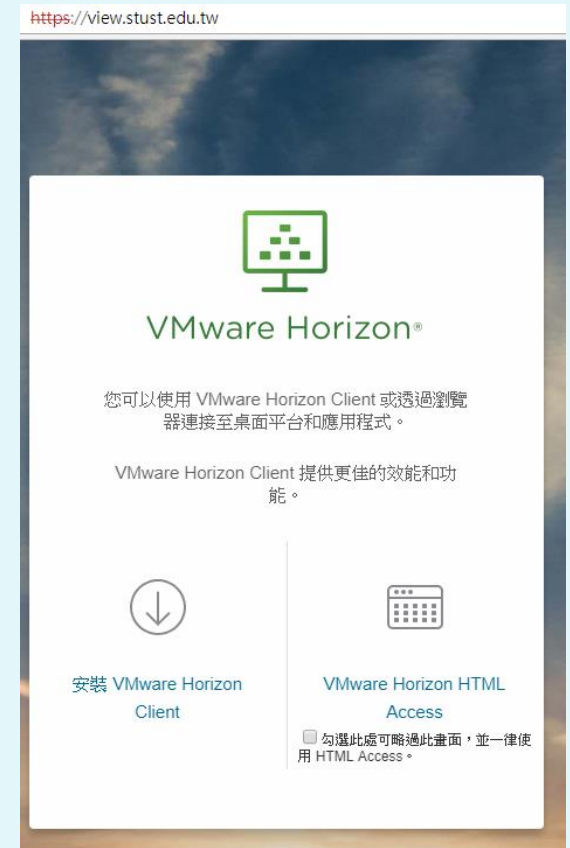 https://view.stust.edu.tw
VMware Horizon®
您可以使用 VMware Horizon Client 或透過瀏覽
器連接至桌面平台和應用程式。
VMware Horizon Client 提供更佳的效能和功
能。
安裝 VMware Horizon
Client
VMware Horizon HTML
Access
勾選此處可略過此畫面，並一律使
用 HTML Access。